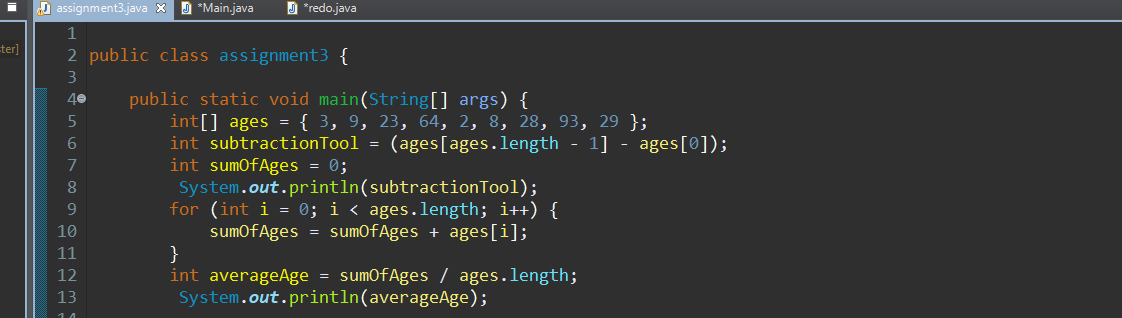 assignment3.java *Main.java *redo.java
ster]
1
2 public class assignment3 {
3
4 public static void main(String[] args) {
5 int[] ages = { 3, 9, 23, 64, 2, 8, 28, 93, 29 };
6 int subtractionTool = (ages[ages.length - 1] - ages[0]);
7 int sumOfAges = 0;
8 System.out.println(subtractionTool);
9 for (int i = 0; i < ages.length; i++) {
10 sumOfAges = sumOfAges + ages[i];
11 }
12 int averageAge = sumOfAges / ages.length;
13 System.out.println(averageAge);
14